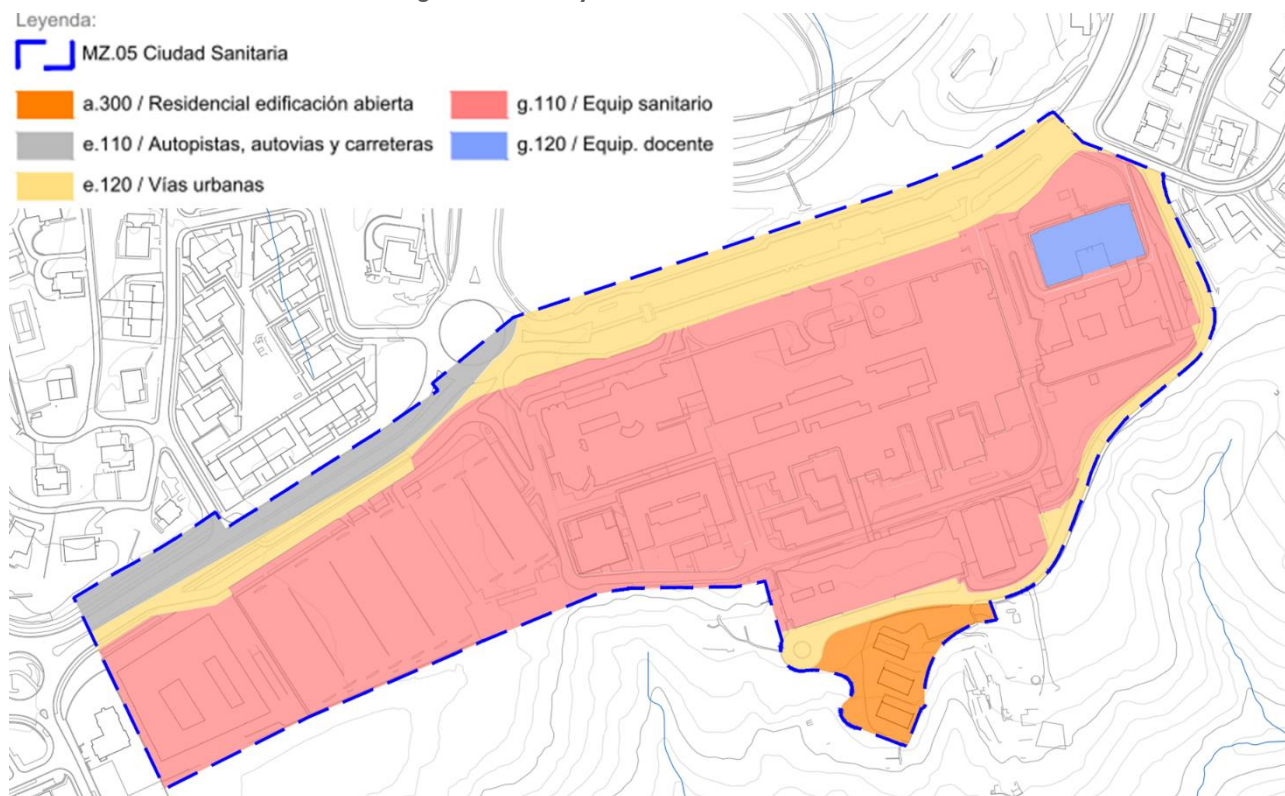 Leyenda:
MZ.05 Ciudad Sanitaria
a.300 / Residencial edificación abierta
e.110 / Autopistas, autovias y carreteras
e.120 / Vías urbanas
g.110 / Equip sanitario
g.120 / Equip. docente